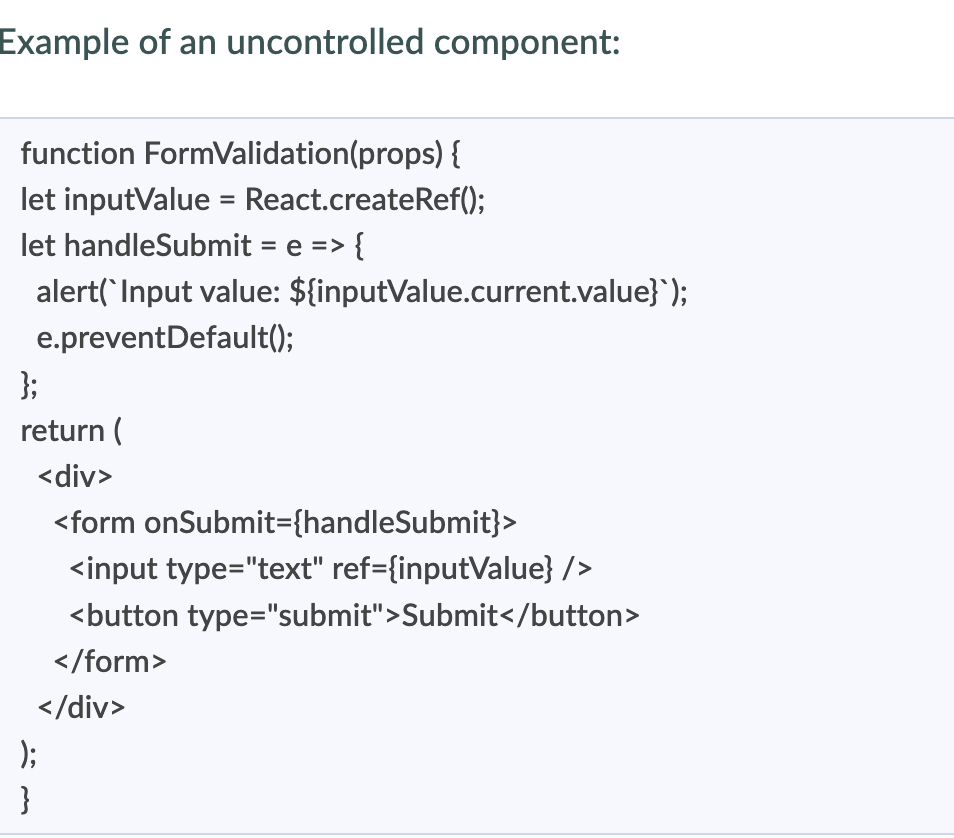 Example of an uncontrolled component:
function FormValidation(props) {
let inputValue = React.createRef();
let handleSubmit = e => {
  alert(`Input value: ${inputValue.current.value}`);
  e.preventDefault();
};
return (
  <div>
    <form onSubmit={handleSubmit}>
      <input type="text" ref={inputValue} />
      <button type="submit">Submit</button>
    </form>
  </div>
);
}